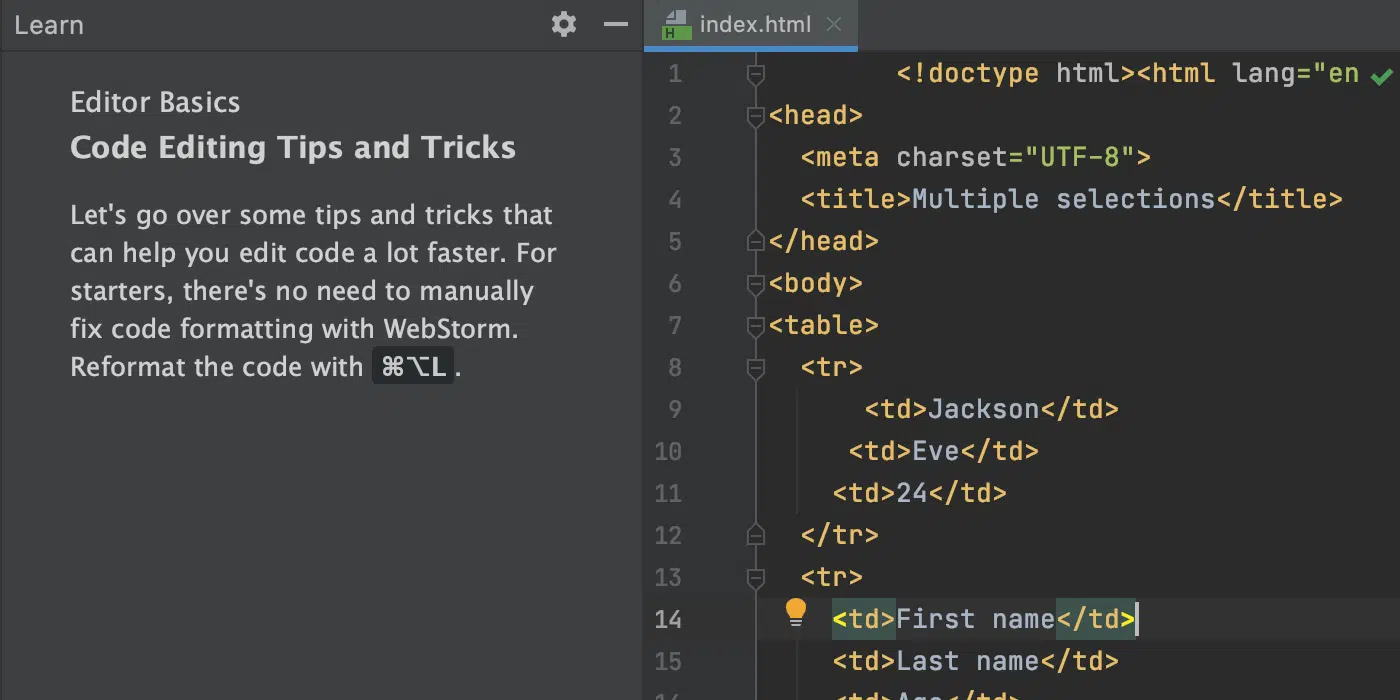 Learn
Editor Basics
Code Editing Tips and Tricks
Let's go over some tips and tricks that
can help you edit code a lot faster. For
starters, there's no need to manually
fix code formatting with WebStorm.
Reformat the code with ⌘⌥L.
H index.html
1 <!doctype html><html lang="en
2 <head>
3 <meta charset="UTF-8">
4 <title>Multiple selections</title>
5 </head>
6 <body>
7 <table>
8 <tr>
9 <td>Jackson</td>
10 <td>Eve</td>
11 <td>24</td>
12 </tr>
13 <tr>
14 <td>First name</td>
15 <td>Last name</td>
<td>Age</td>